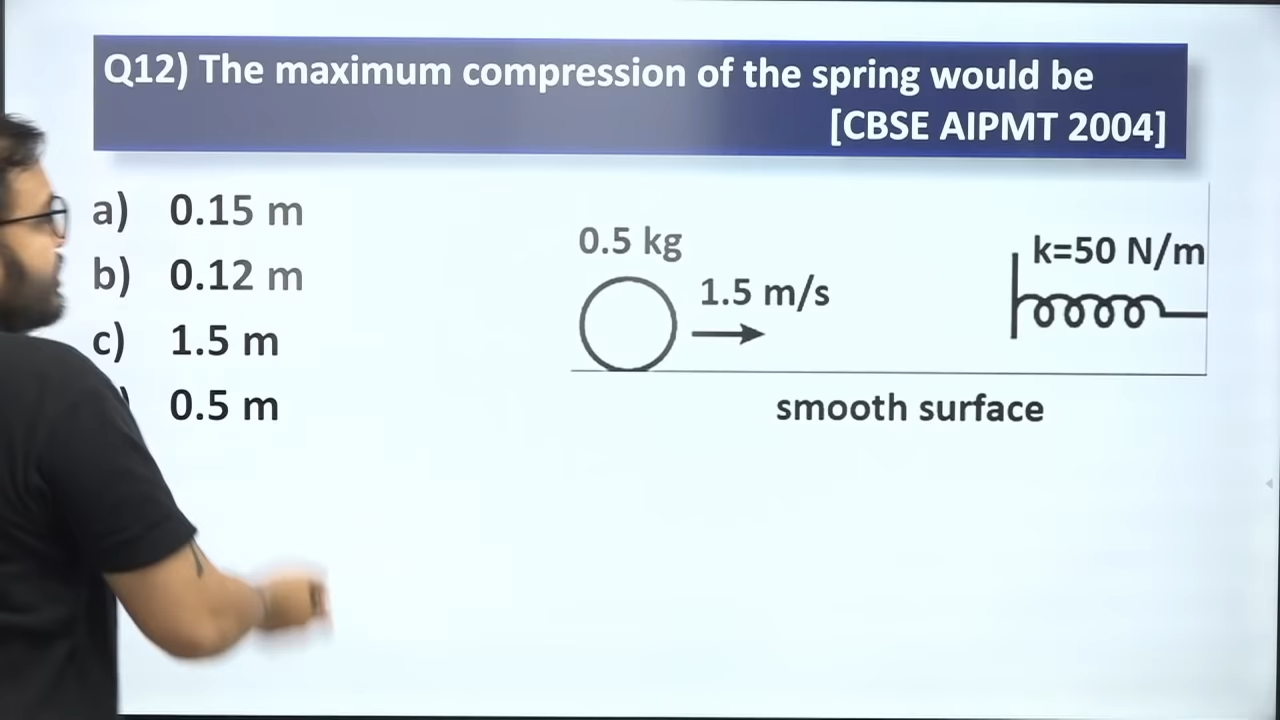 Q12) The maximum compression of the spring would be
[CBSE AIPMT 2004]
a) 0.15 m
b) 0.12 m
c) 1.5 m
) 0.5 m
0.5 kg
1.5 m/s
k=50 N/m
smooth surface